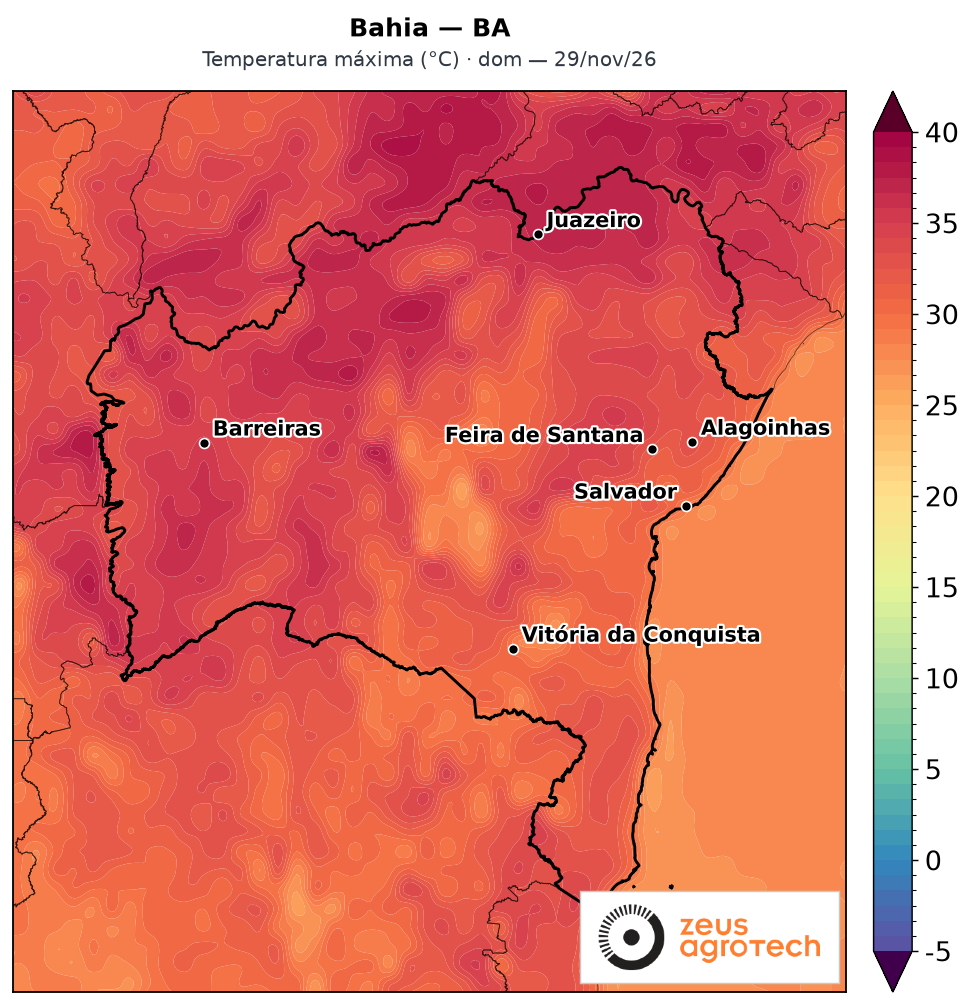 Bahia — BA
Temperatura máxima (°C) · dom — 29/nov/26
40
35
30
25
20
15
10
5
0
-5
Juazeiro
Barreiras
Feira de Santana
Alagoinhas
Salvador
Vitória da Conquista
zeus
agrotech